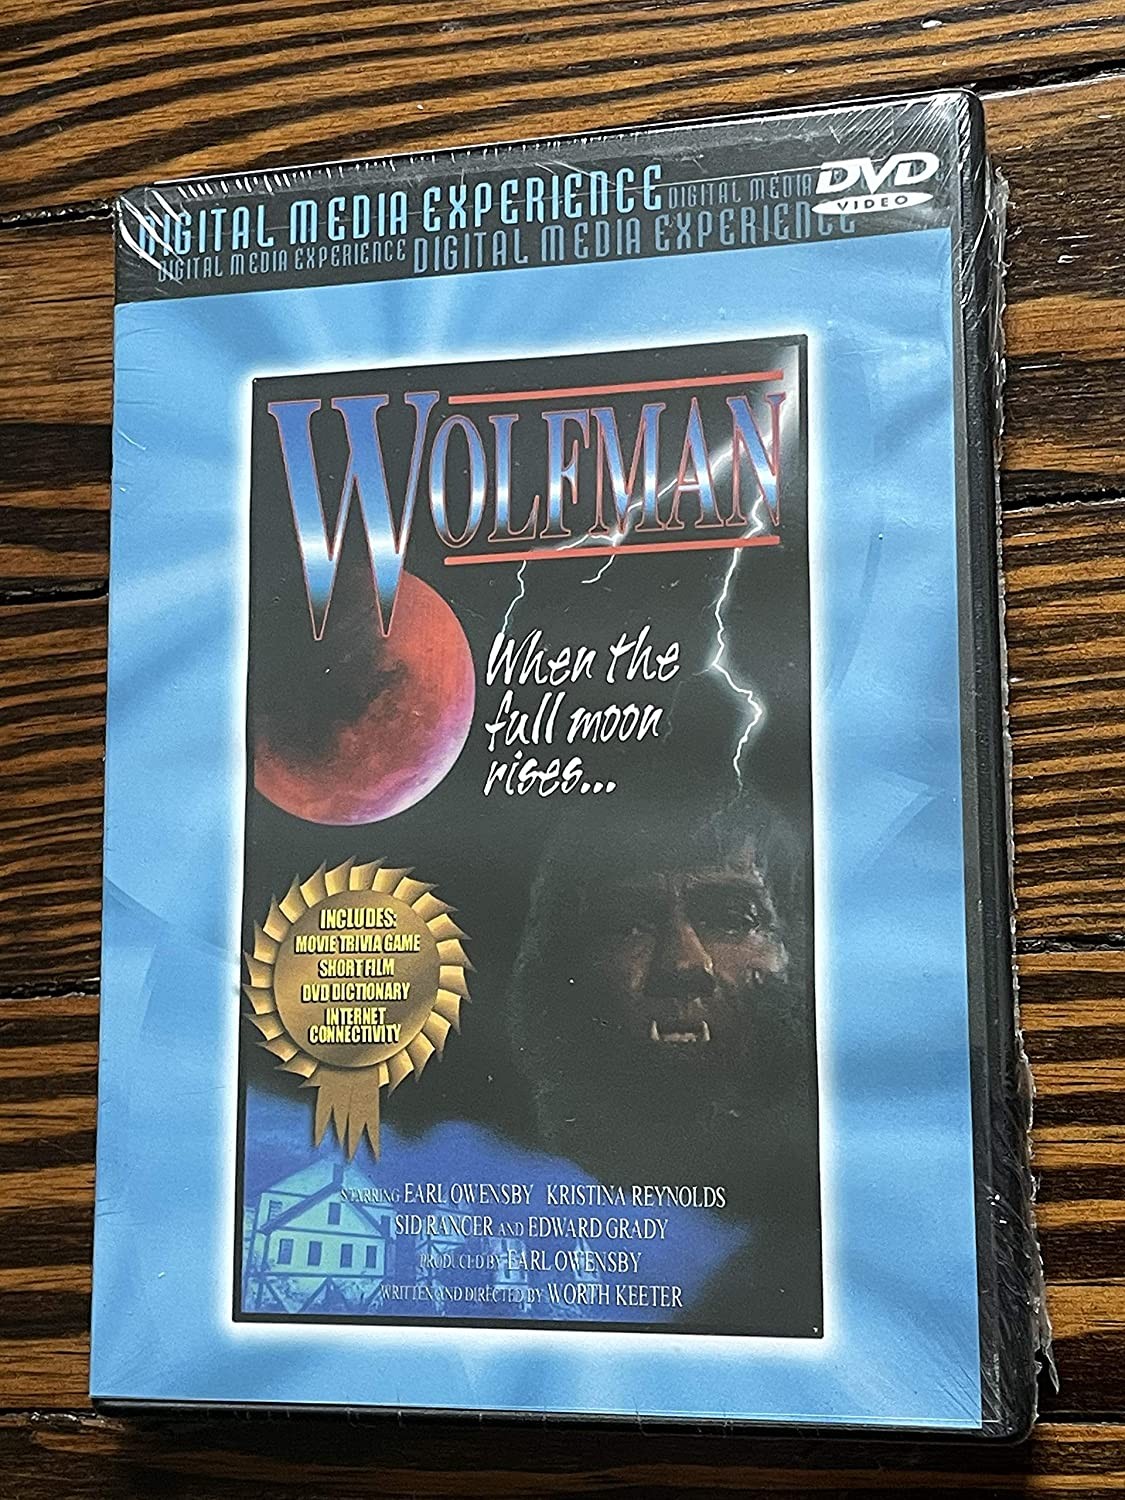 DIGITAL MEDIA EXPERIENCE DIGITAL MEDIA
DVD
VIDEO
DIGITAL MEDIA EXPERIENCE DIGITAL MEDIA EXPERIENCE
WOLFMAN
When the
full moon
rises...
INCLUDES:
MOVIE TRIVIA GAME
SHORT FILM
DVD DICTIONARY
INTERNET
CONNECTIVITY
STARRING EARL OWENSBY KRISTINA REYNOLDS
SID RANCER AND EDWARD GRADY
PRODUCED BY EARL OWENSBY
WRITTEN AND DIRECTED BY WORTH KEETER